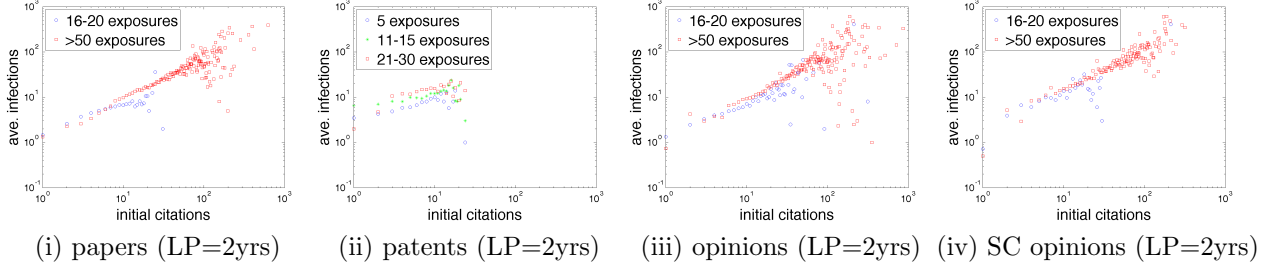 16-20 exposures
>50 exposures
10³
10²
10¹
10⁰
10⁻¹
ave. infections
10⁰ 10¹ 10² 10³
initial citations
(i) papers (LP=2yrs)
5 exposures
11-15 exposures
21-30 exposures
10³
10²
10¹
10⁰
10⁻¹
ave. infections
10⁰ 10¹ 10² 10³
initial citations
(ii) patents (LP=2yrs)
16-20 exposures
>50 exposures
10³
10²
10¹
10⁰
10⁻¹
ave. infections
10⁰ 10¹ 10² 10³
initial citations
(iii) opinions (LP=2yrs)
16-20 exposures
>50 exposures
10³
10²
10¹
10⁰
10⁻¹
ave. infections
10⁰ 10¹ 10² 10³
initial citations
(iv) SC opinions (LP=2yrs)